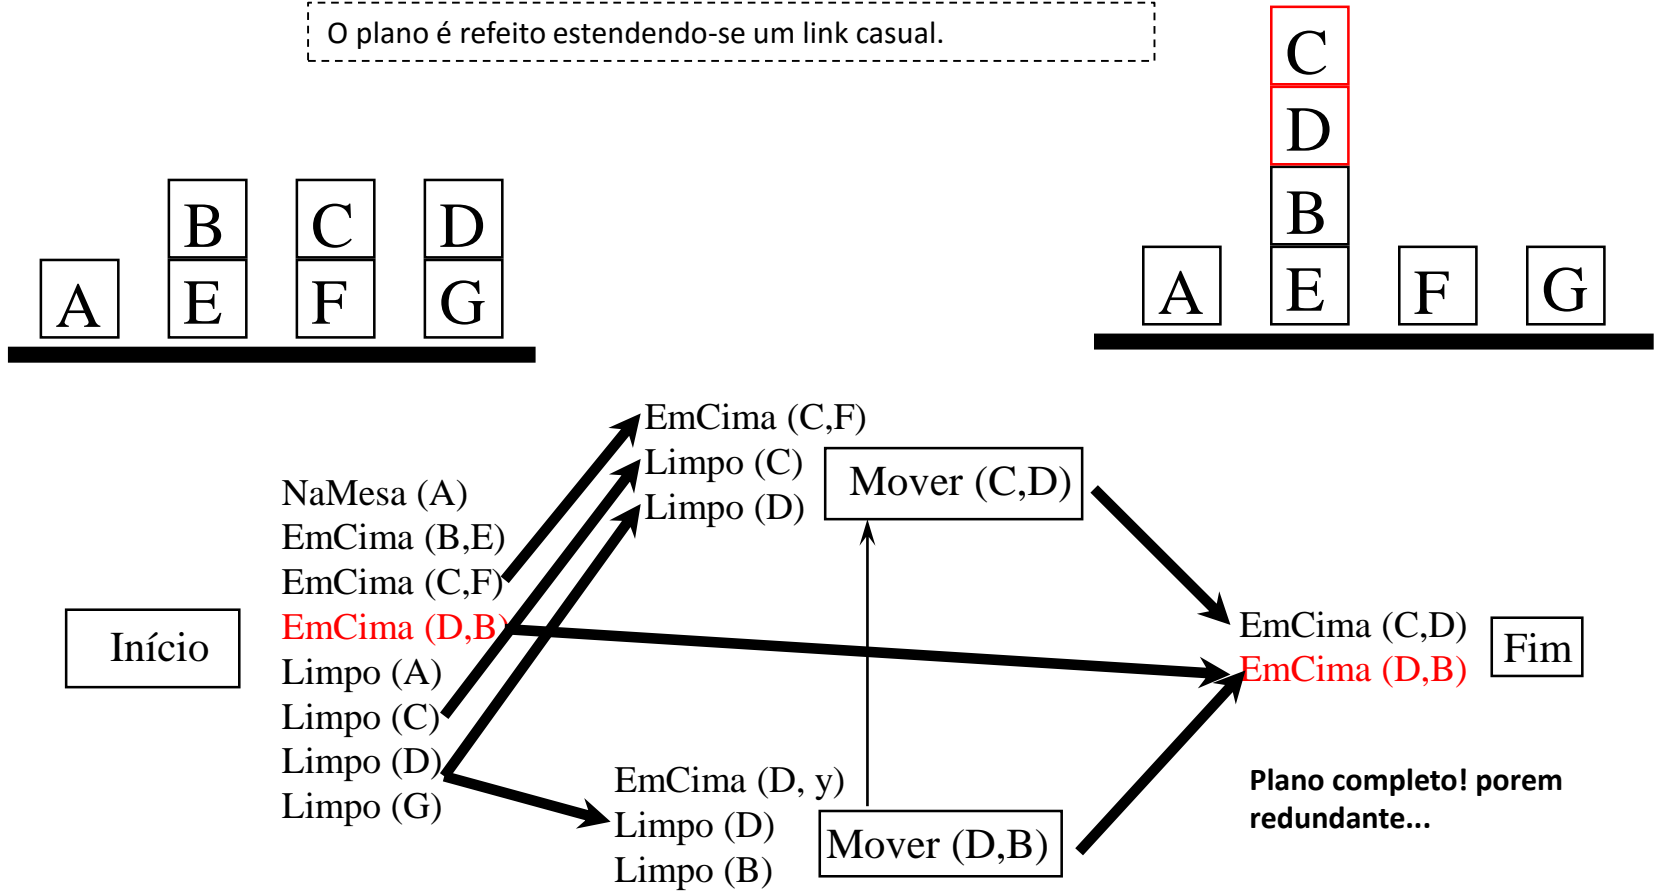 O plano é refeito estendendo-se um link casual.
C
D
B
A E F G
B C D
A E F G
EmCima (C,F)
Limpo (C)
Limpo (D)
Mover (C,D)
NaMesa (A)
EmCima (B,E)
EmCima (C,F)
EmCima (D,B)
Limpo (A)
Limpo (C)
Limpo (D)
Limpo (G)
Início
EmCima (C,D)
EmCima (D,B)
Fim
EmCima (D, y)
Limpo (D)
Limpo (B)
Mover (D,B)
Plano completo! porem
redundante...